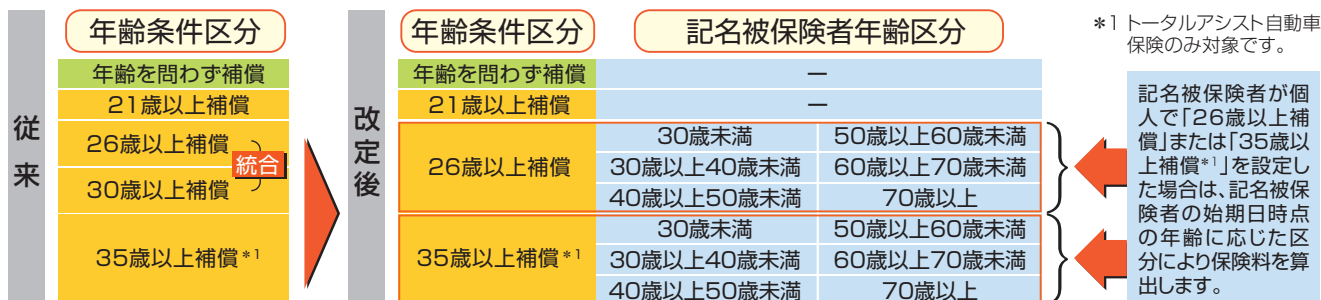 従来
年齢条件区分
年齢を問わず補償
21歳以上補償
26歳以上補償
統合
30歳以上補償
35歳以上補償*1
改定後
年齢条件区分 記名被保険者年齢区分
年齢を問わず補償 ー
21歳以上補償 ー
26歳以上補償
30歳未満 50歳以上60歳未満
30歳以上40歳未満 60歳以上70歳未満
40歳以上50歳未満 70歳以上
35歳以上補償*1
30歳未満 50歳以上60歳未満
30歳以上40歳未満 60歳以上70歳未満
40歳以上50歳未満 70歳以上
*1 トータルアシスト自動車
保険のみ対象です。
記名被保険者が個
人で「26歳以上補
償」または「35歳以
上補償*1」を設定し
た場合は、記名被保
険者の始期日時点
の年齢に応じた区
分により保険料を算
出します。